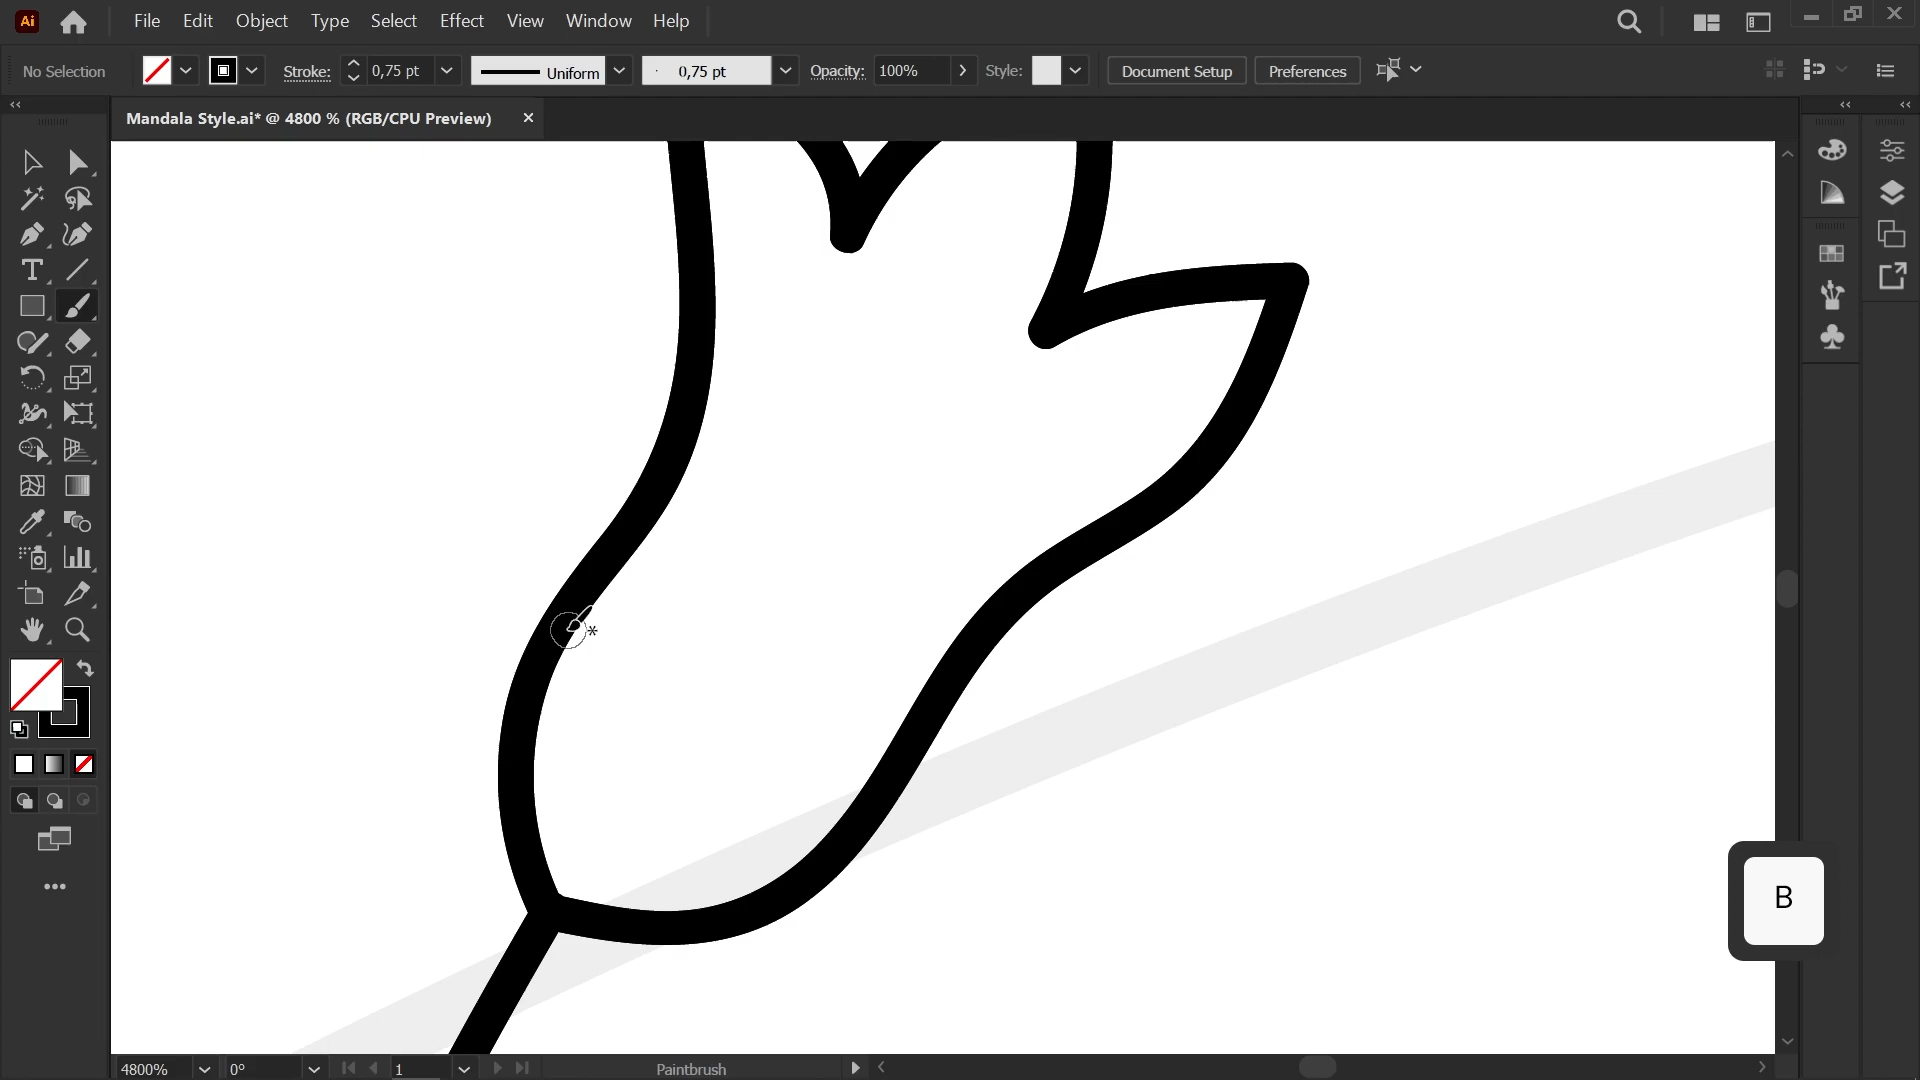 Ai File Edit Object Type Select Effect View Window Help
No Selection Stroke: 0,75 pt Uniform 0,75 pt Opacity: 100% Style: Document Setup Preferences
Mandala Style.ai* @ 4800 % (RGB/CPU Preview)
B
4800% 0° 1 Paintbrush